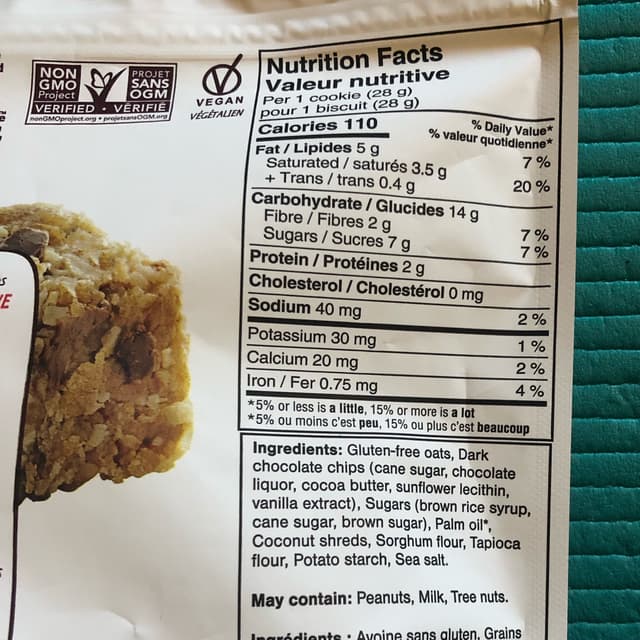 NON
GMO
Project
VERIFIED
nonGMOproject.org
PROJET
SANS
OGM
VÉRIFIÉ
projetsansOGM.org
VEGAN
VÉGÉTALIEN
Nutrition Facts
Valeur nutritive
Per 1 cookie (28 g)
pour 1 biscuit (28 g)
Calories 110
% Daily Value*
% valeur quotidienne*
Fat / Lipides 5 g 7 %
Saturated / saturés 3.5 g
+ Trans / trans 0.4 g 20 %
Carbohydrate / Glucides 14 g
Fibre / Fibres 2 g 7 %
Sugars / Sucres 7 g 7 %
Protein / Protéines 2 g
Cholesterol / Cholestérol 0 mg
Sodium 40 mg 2 %
Potassium 30 mg 1 %
Calcium 20 mg 2 %
Iron / Fer 0.75 mg 4 %
*5% or less is a little, 15% or more is a lot
*5% ou moins c'est peu, 15% ou plus c'est beaucoup
Ingredients: Gluten-free oats, Dark
chocolate chips (cane sugar, chocolate
liquor, cocoa butter, sunflower lecithin,
vanilla extract), Sugars (brown rice syrup,
cane sugar, brown sugar), Palm oil*,
Coconut shreds, Sorghum flour, Tapioca
flour, Potato starch, Sea salt.
May contain: Peanuts, Milk, Tree nuts.
Ingrédients : Avoine sans gluten, Grains